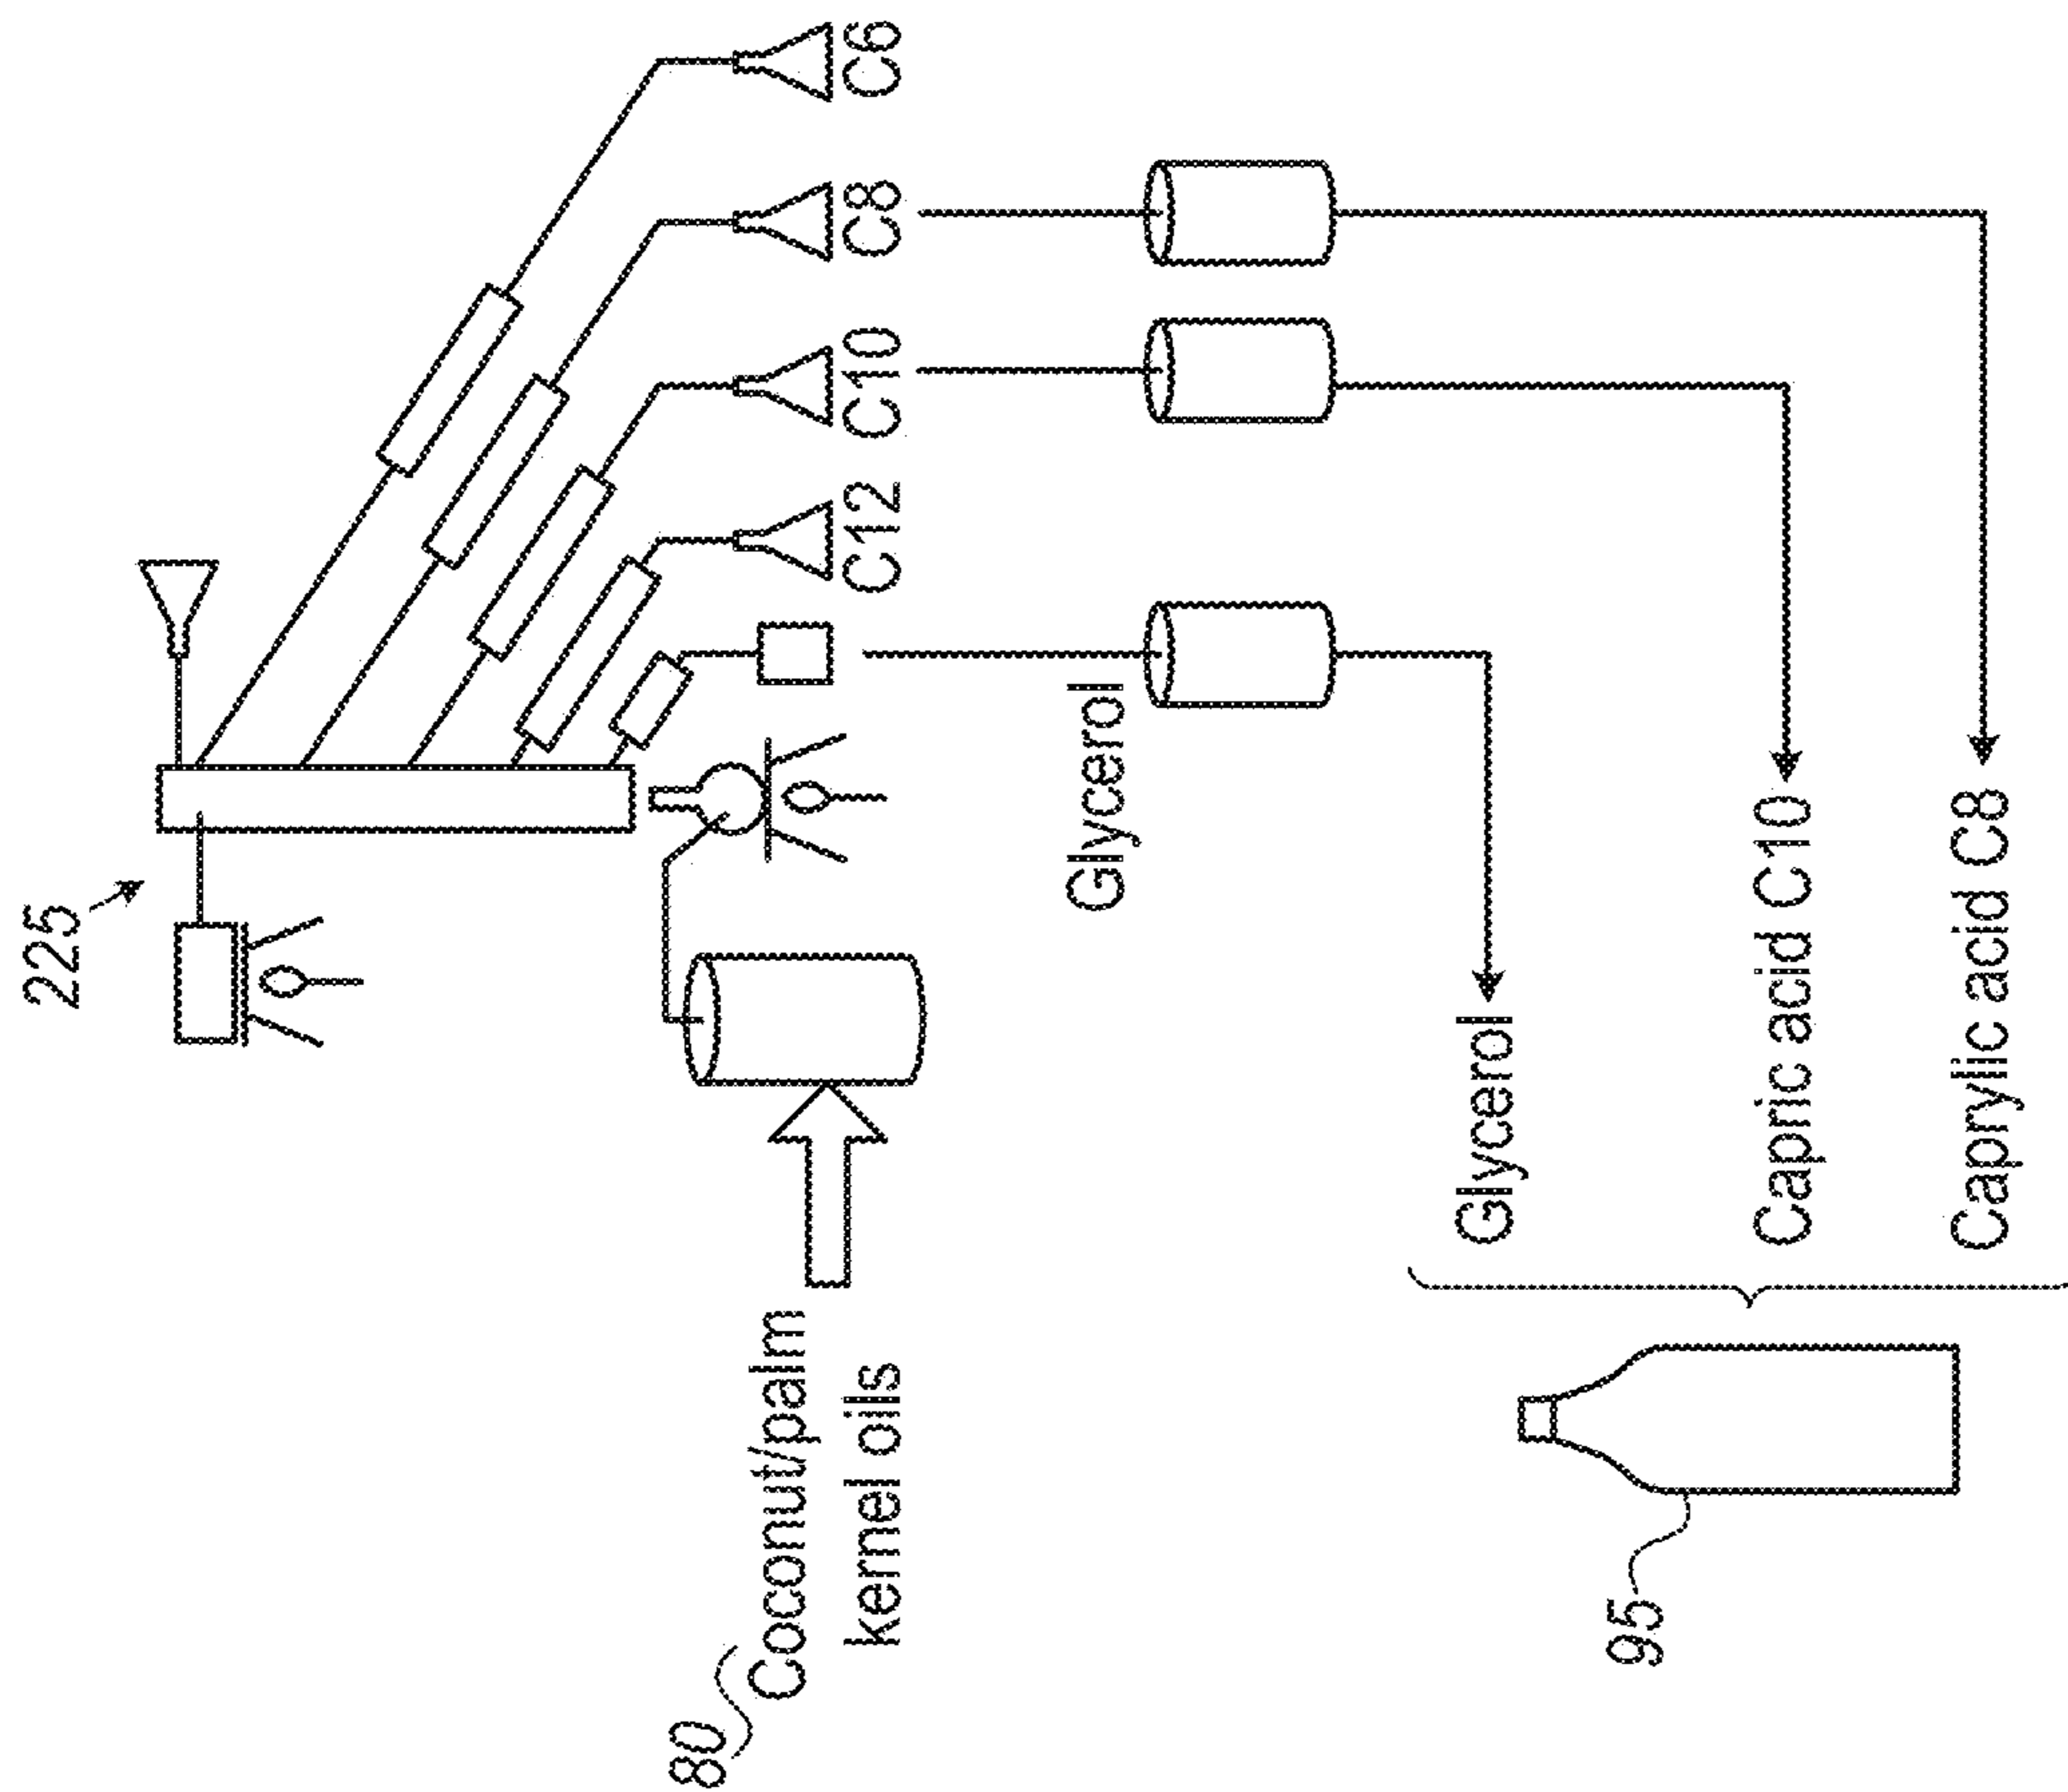 225
80
Coconut/palm
kernel oils
C12 C10 C8 C6
Glycerol
Glycerol
95
Capric acid C10
Caprylic acid C8